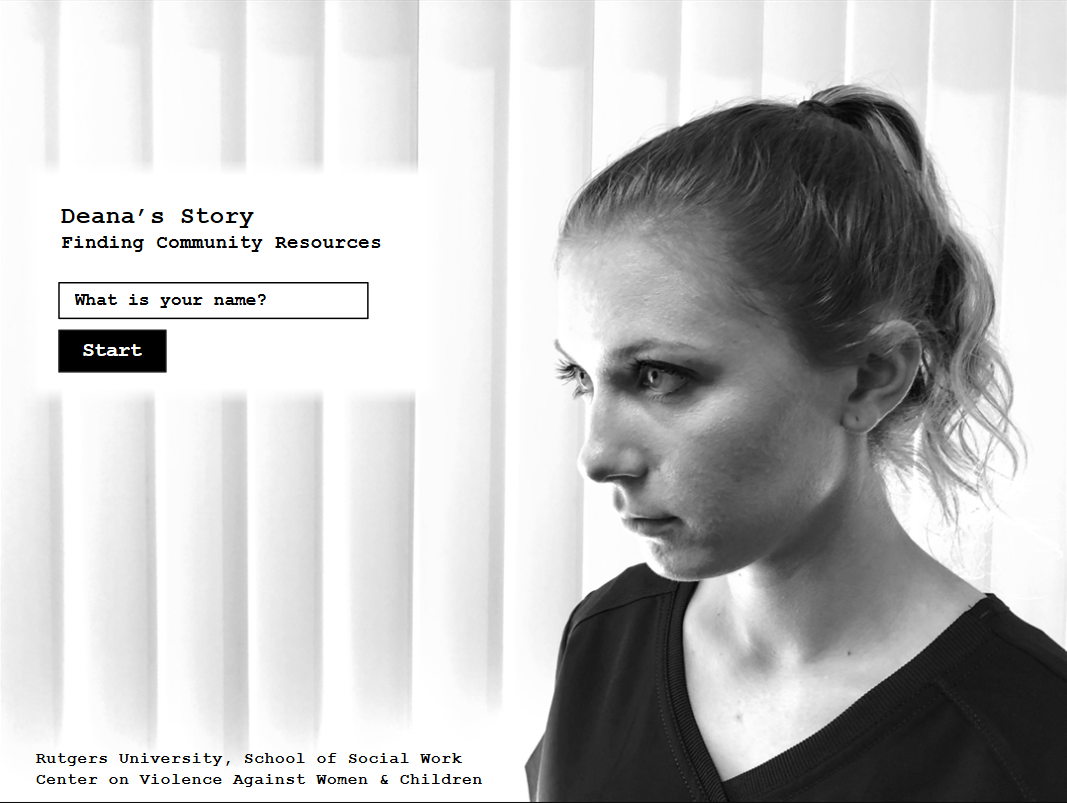 Deana’s Story
Finding Community Resources
What is your name?
Start
Rutgers University, School of Social Work
Center on Violence Against Women & Children